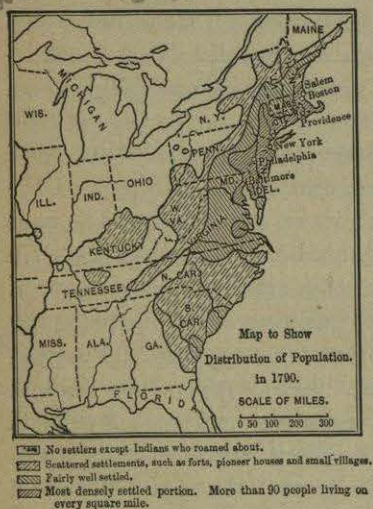 MAINE
WIS.
MICHIGAN
N.Y.
Salem
Boston
Providence
New York
PENN.
Philadelphia
ILL.
IND.
OHIO
MD.
Baltimore
DEL.
W.
VA.
VIRGINIA
KENTUCKY
TENNESSEE
N. CAR.
S.
CAR.
MISS.
ALA.
GA.
FLORIDA
Map to Show
Distribution of Population.
in 1790.
SCALE OF MILES.
0 50 100 200 300
No settlers except Indians who roamed about.
Scattered settlements, such as forts, pioneer houses and small villages.
Fairly well settled.
Most densely settled portion. More than 90 people living on
every square mile.